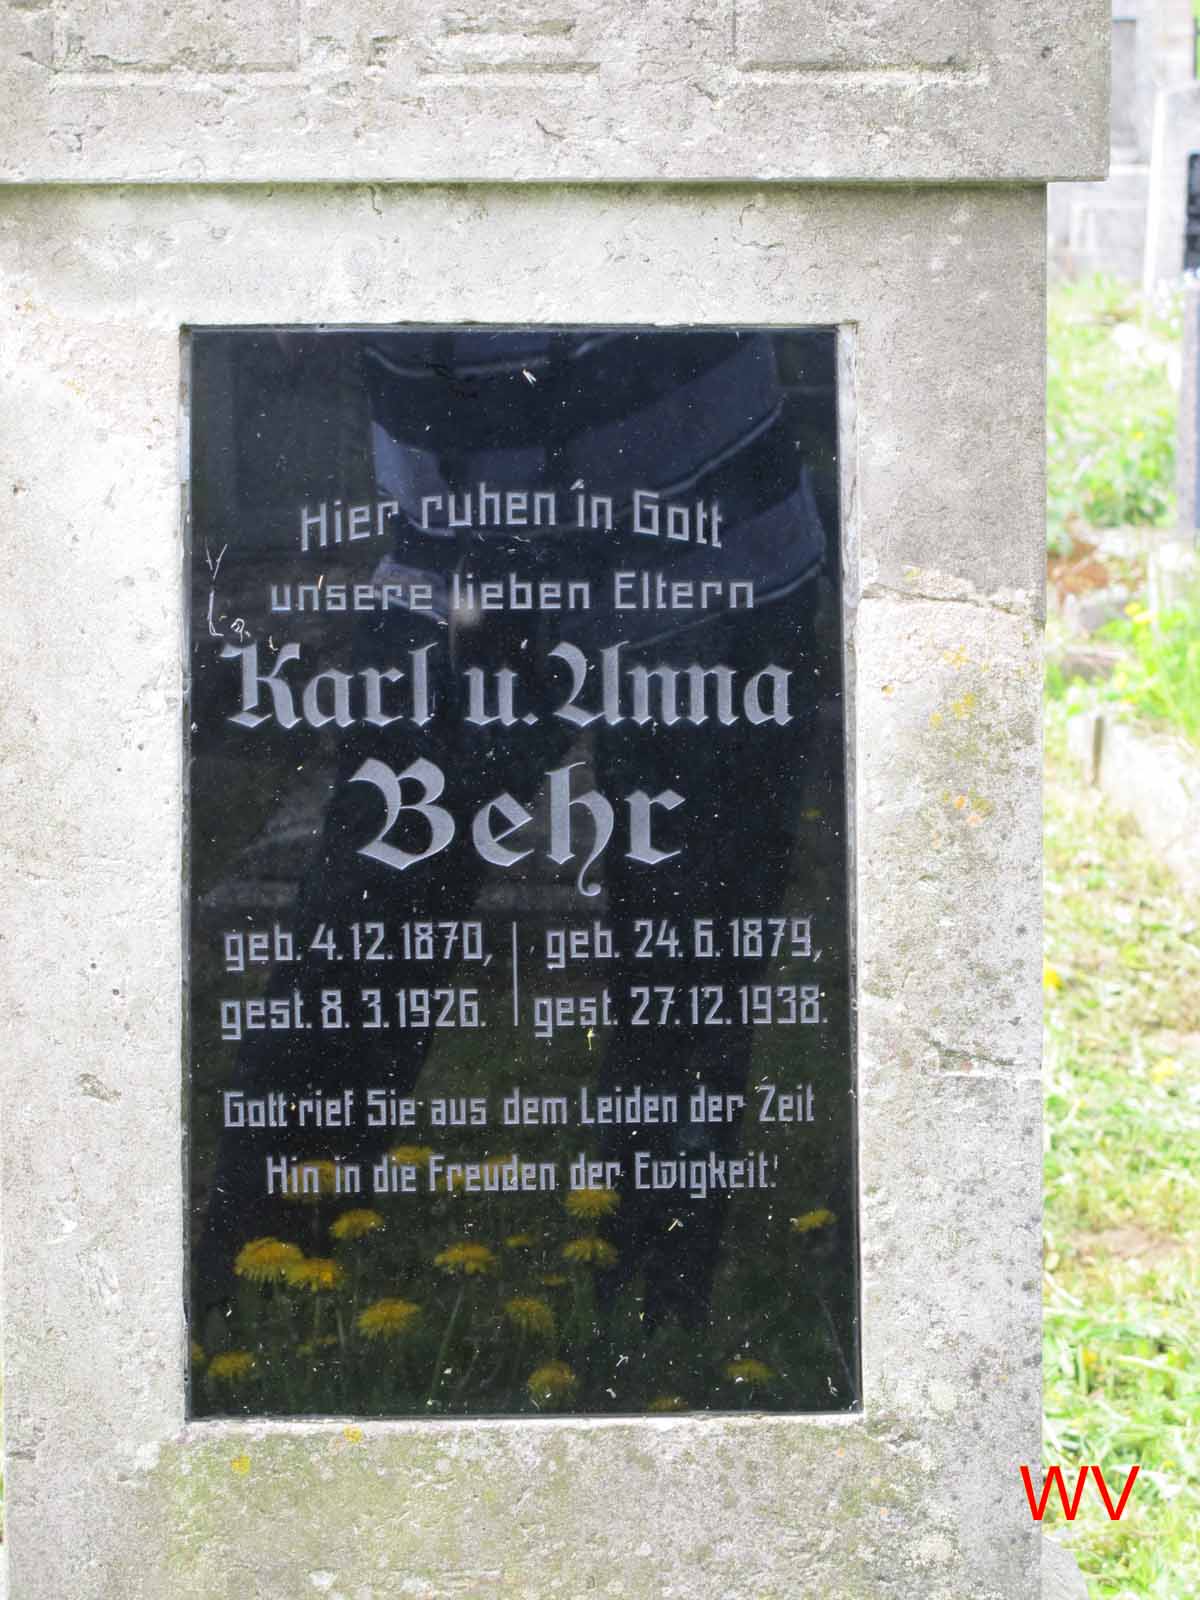 Hier ruhen in Gott
unsere lieben Eltern
Karl u. Anna
Behr
geb. 4.12.1870, geb. 24.6.1879,
gest. 8.3.1926. gest. 27.12.1938.
Gott rief Sie aus dem Leiden der Zeit
Hin in die Freuden der Ewigkeit!
WV